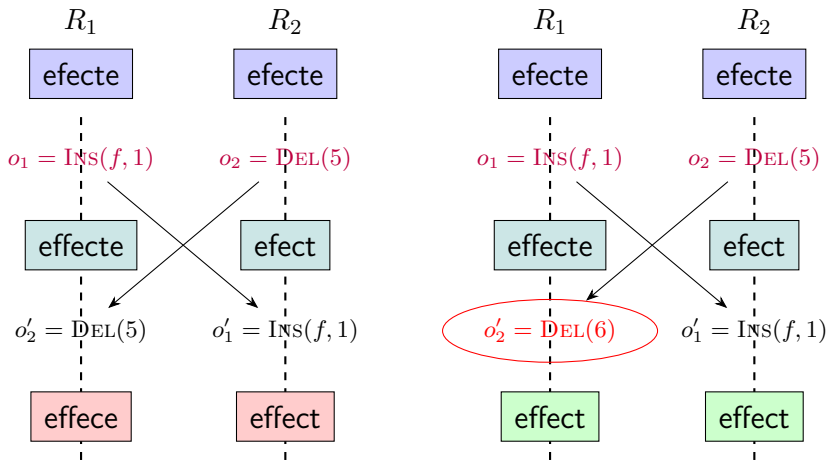 R₁ R₂ R₁ R₂
efecte efecte efecte efecte
o₁ = INS(f, 1) o₂ = DEL(5) o₁ = INS(f, 1) o₂ = DEL(5)
effecte efect effecte efect
o′₂ = DEL(5) o′₁ = INS(f, 1) o′₂ = DEL(6) o′₁ = INS(f, 1)
effece effect effect effect